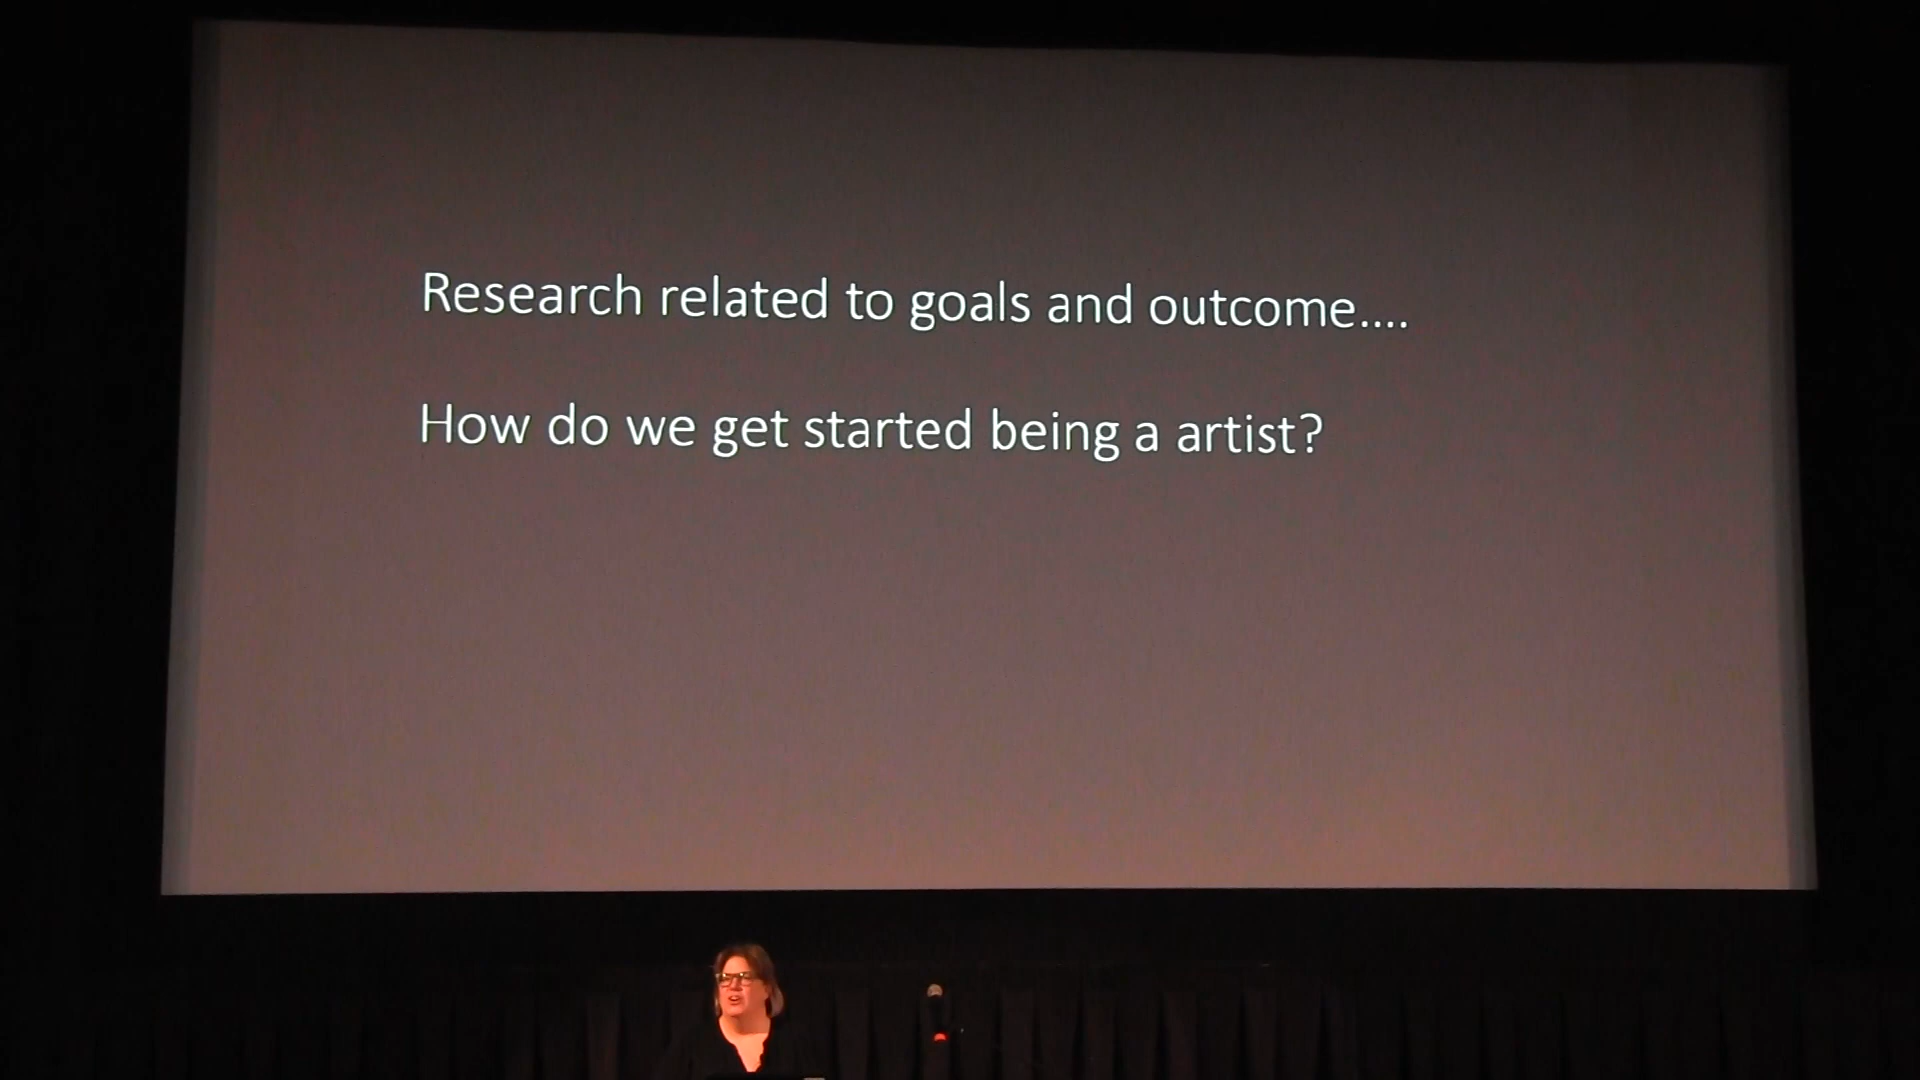 Research related to goals and outcome....
How do we get started being a artist?